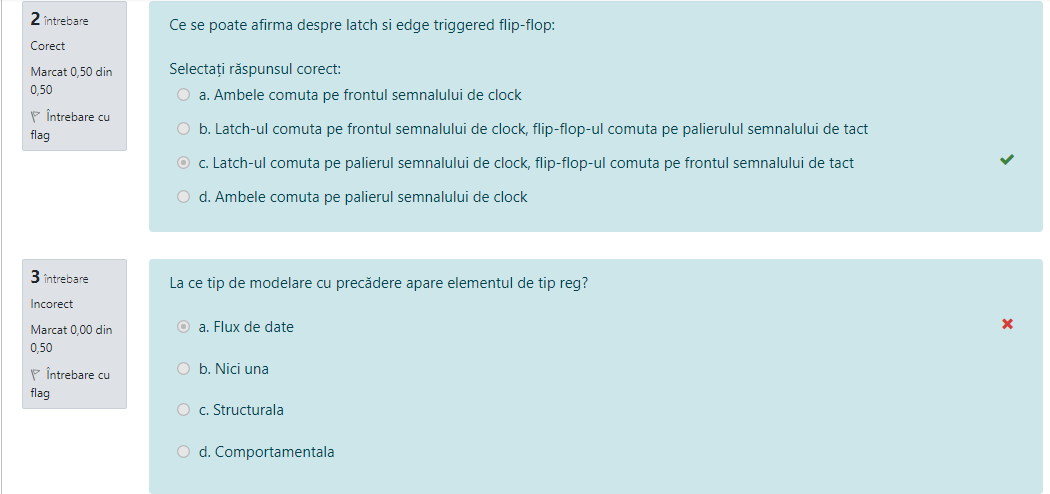 2 întrebare
Corect
Marcat 0,50 din
0,50
Întrebare cu
flag
Ce se poate afirma despre latch si edge triggered flip-flop:
Selectați răspunsul corect:
a. Ambele comuta pe frontul semnalului de clock
b. Latch-ul comuta pe frontul semnalului de clock, flip-flop-ul comuta pe palierulul semnalului de tact
c. Latch-ul comuta pe palierul semnalului de clock, flip-flop-ul comuta pe frontul semnalului de tact
d. Ambele comuta pe palierul semnalului de clock
3 întrebare
Incorect
Marcat 0,00 din
0,50
Întrebare cu
flag
La ce tip de modelare cu precădere apare elementul de tip reg?
a. Flux de date
b. Nici una
c. Structurala
d. Comportamentala